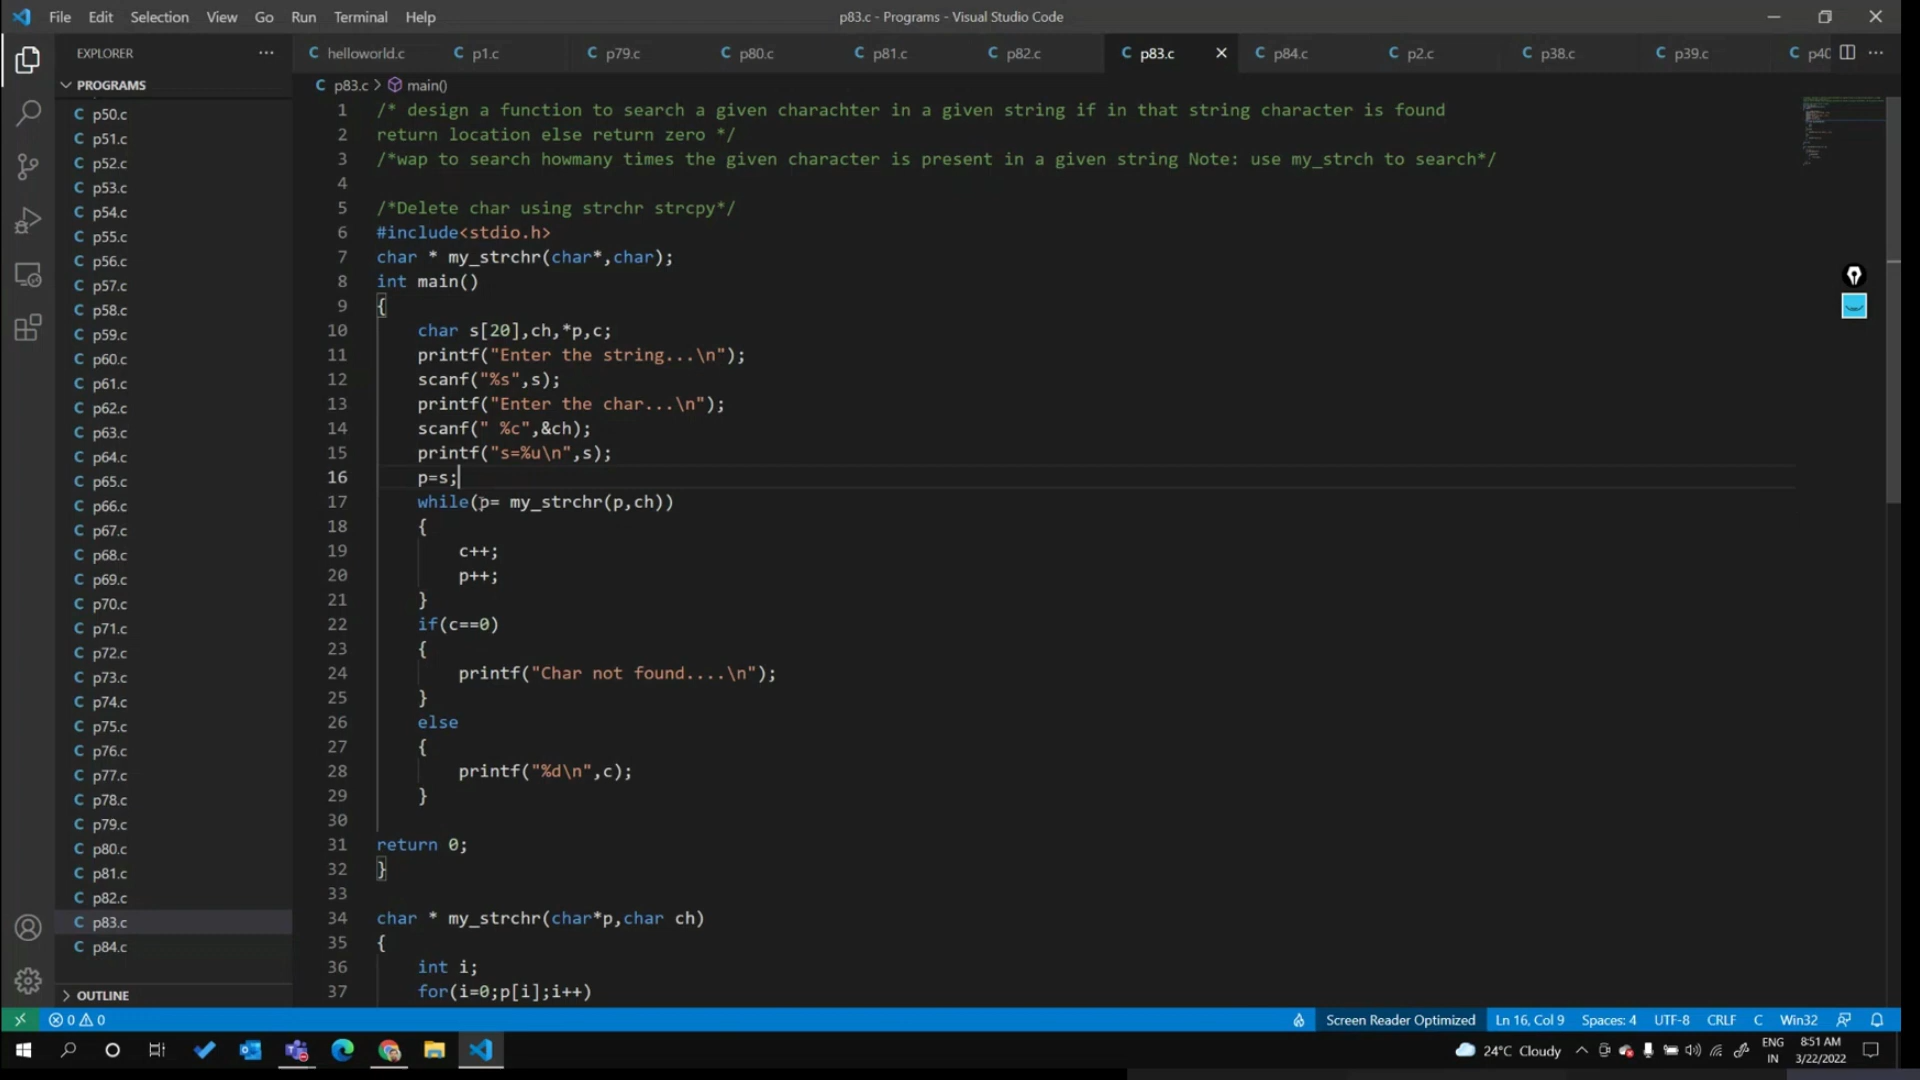 File Edit Selection View Go Run Terminal Help
p83.c - Programs - Visual Studio Code
EXPLORER
helloworld.c p1.c p79.c p80.c p81.c p82.c p83.c p84.c p2.c p38.c p39.c p40
PROGRAMS
p83.c > main()
p50.c
p51.c
p52.c
p53.c
p54.c
p55.c
p56.c
p57.c
p58.c
p59.c
p60.c
p61.c
p62.c
p63.c
p64.c
p65.c
p66.c
p67.c
p68.c
p69.c
p70.c
p71.c
p72.c
p73.c
p74.c
p75.c
p76.c
p77.c
p78.c
p79.c
p80.c
p81.c
p82.c
p83.c
p84.c
OUTLINE
1 /* design a function to search a given charachter in a given string if in that string character is found
2 return location else return zero */
3 /*wap to search howmany times the given character is present in a given string Note: use my_strch to search*/
4
5 /*Delete char using strchr strcpy*/
6 #include<stdio.h>
7 char * my_strchr(char*,char);
8 int main()
9 {
10 char s[20],ch,*p,c;
11 printf("Enter the string...\n");
12 scanf("%s",s);
13 printf("Enter the char...\n");
14 scanf(" %c",&ch);
15 printf("s=%u\n",s);
16 p=s;
17 while(p= my_strchr(p,ch))
18 {
19 c++;
20 p++;
21 }
22 if(c==0)
23 {
24 printf("Char not found....\n");
25 }
26 else
27 {
28 printf("%d\n",c);
29 }
30
31 return 0;
32 }
33
34 char * my_strchr(char*p,char ch)
35 {
36 int i;
37 for(i=0;p[i];i++)
0 0
Screen Reader Optimized Ln 16, Col 9 Spaces: 4 UTF-8 CRLF C Win32
24°C Cloudy
ENG
IN
8:51 AM
3/22/2022